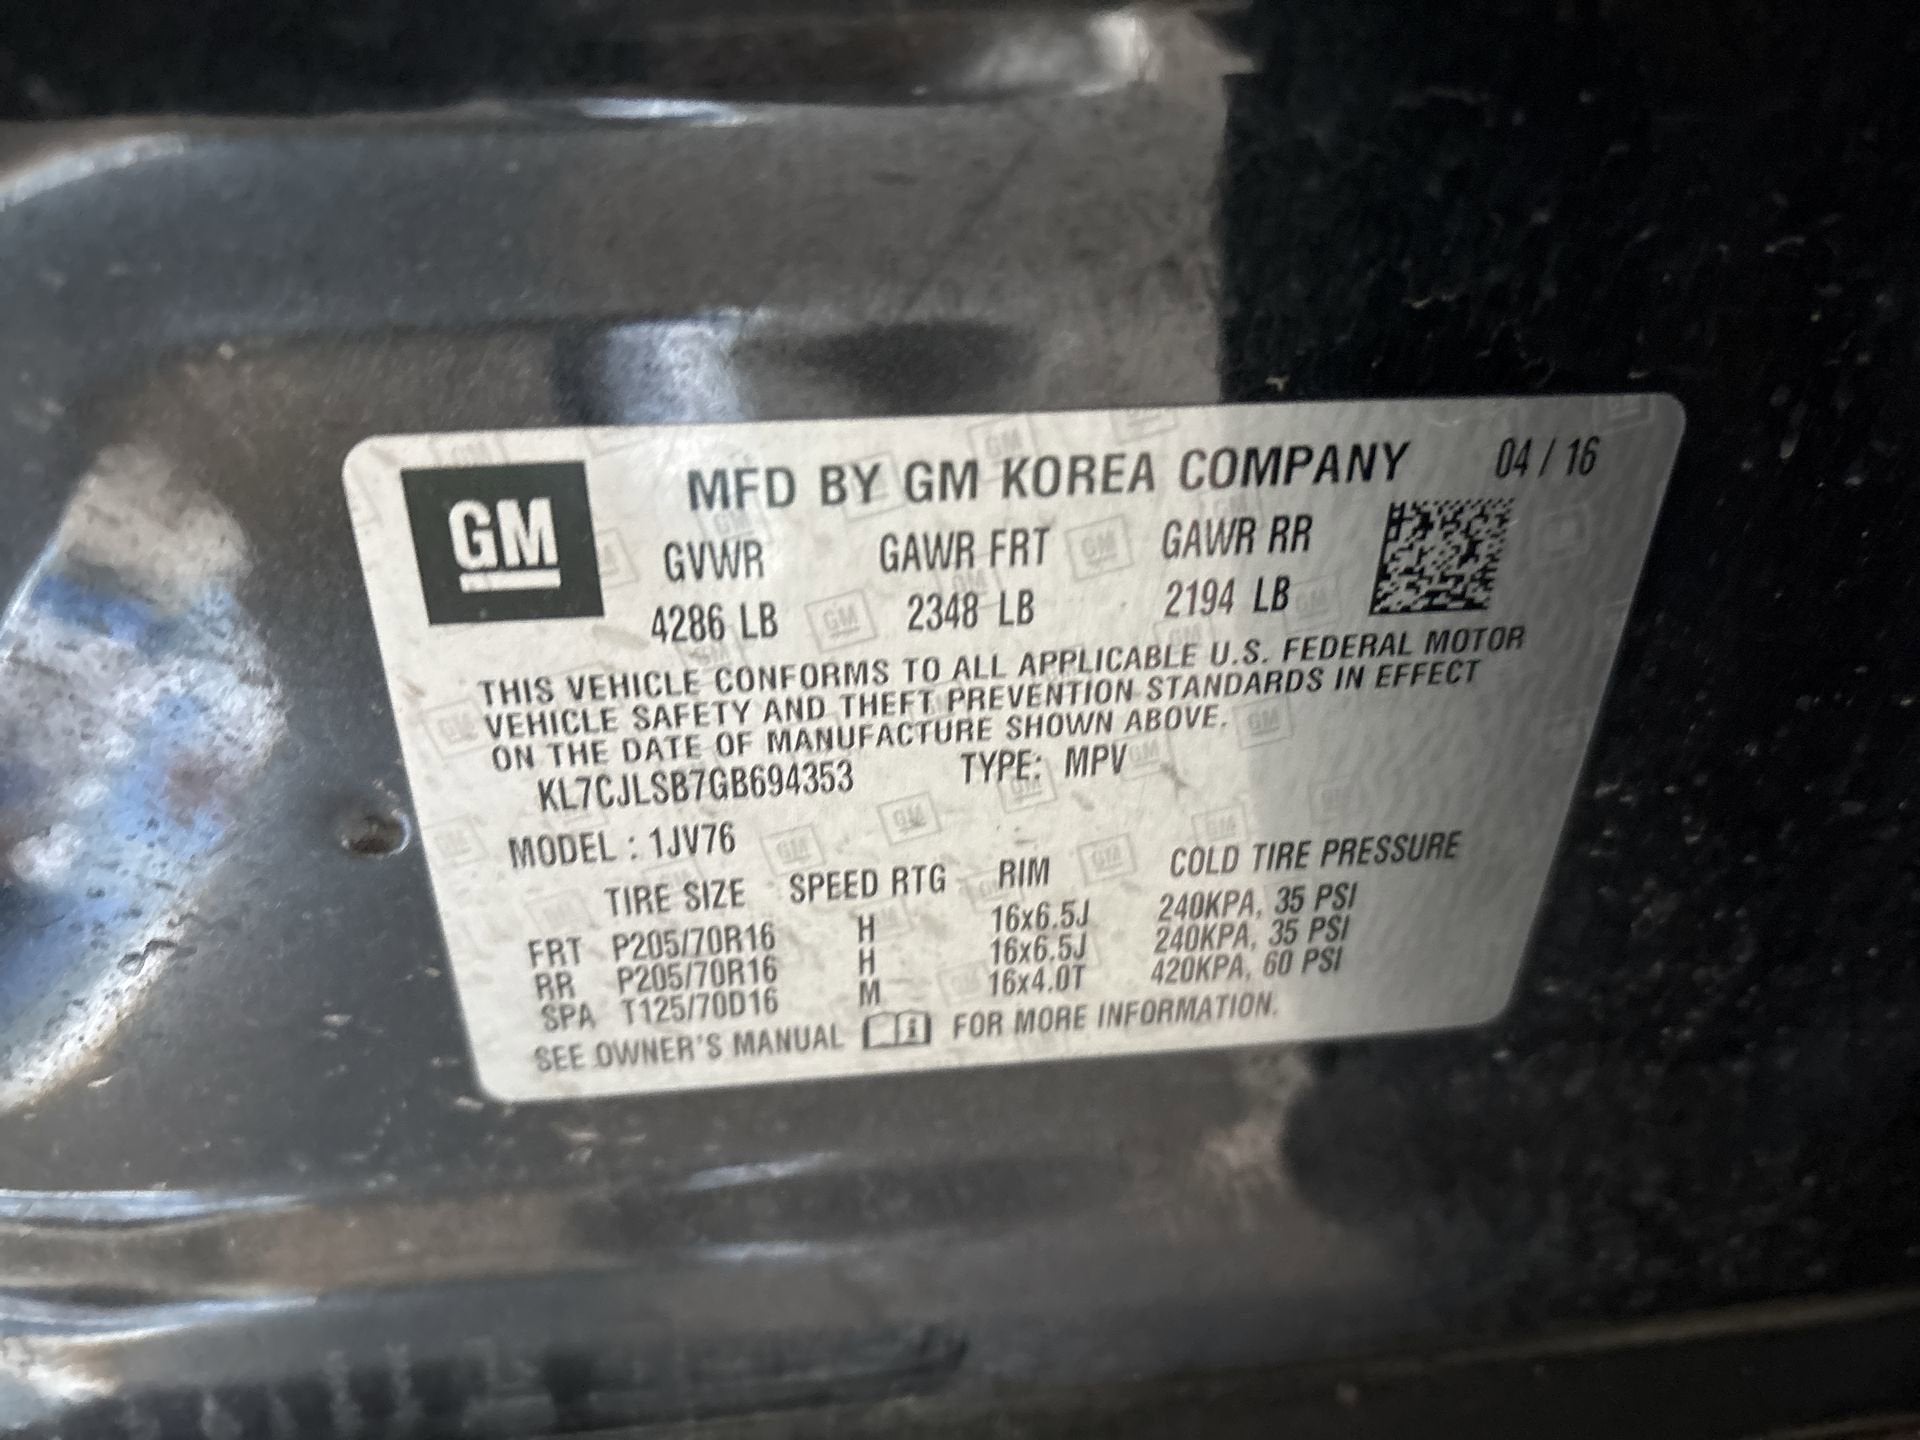 GM
MFD BY GM KOREA COMPANY 04 / 16
GVWR GAWR FRT GAWR RR
4286 LB 2348 LB 2194 LB
THIS VEHICLE CONFORMS TO ALL APPLICABLE U.S. FEDERAL MOTOR
VEHICLE SAFETY AND THEFT PREVENTION STANDARDS IN EFFECT
ON THE DATE OF MANUFACTURE SHOWN ABOVE.
KL7CJLSB7GB694353 TYPE: MPV
MODEL : 1JV76
TIRE SIZE SPEED RTG RIM COLD TIRE PRESSURE
FRT P205/70R16 H 16x6.5J 240KPA, 35 PSI
RR P205/70R16 H 16x6.5J 240KPA, 35 PSI
SPA T125/70D16 M 16x4.0T 420KPA, 60 PSI
SEE OWNER'S MANUAL FOR MORE INFORMATION.